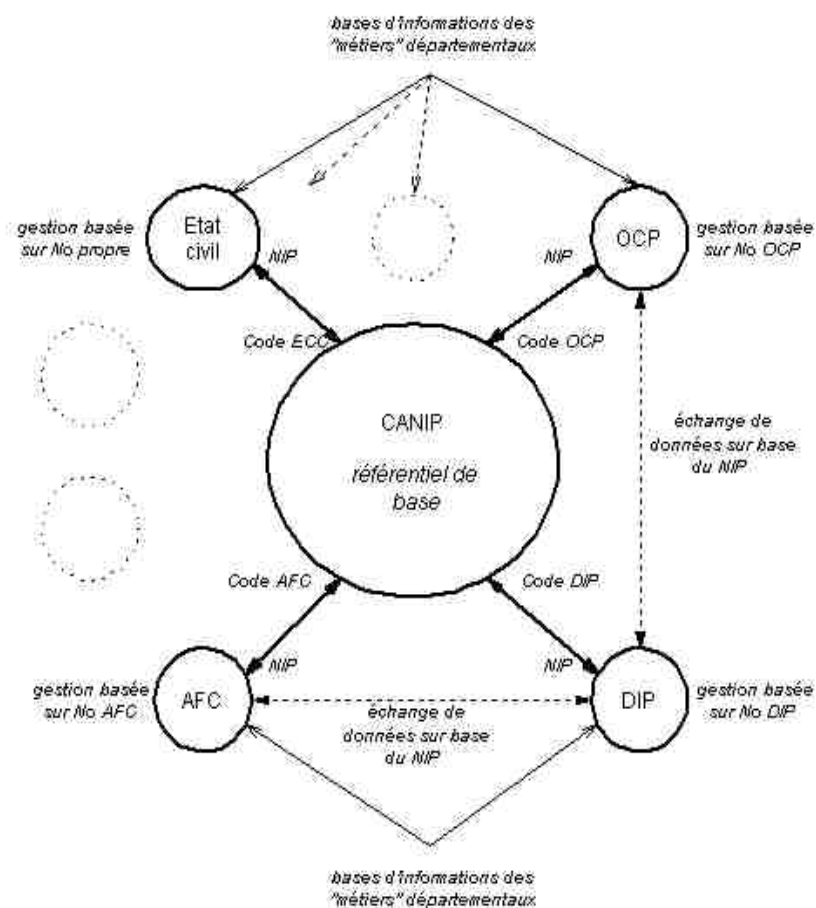 bases d'informations des
"métiers" départementaux
gestion basée
sur No propre
Etat
civil
NIP
NIP
OCP
gestion basée
sur No OCP
Code ECC
Code OCP
CANIP
référentiel de
base
échange de
données sur base
du NIP
Code AFC
Code DIP
NIP
NIP
gestion basée
sur No AFC
AFC
échange de
données sur base
du NIP
DIP
gestion basée
sur No DIP
bases d'informations des
"métiers" départementaux